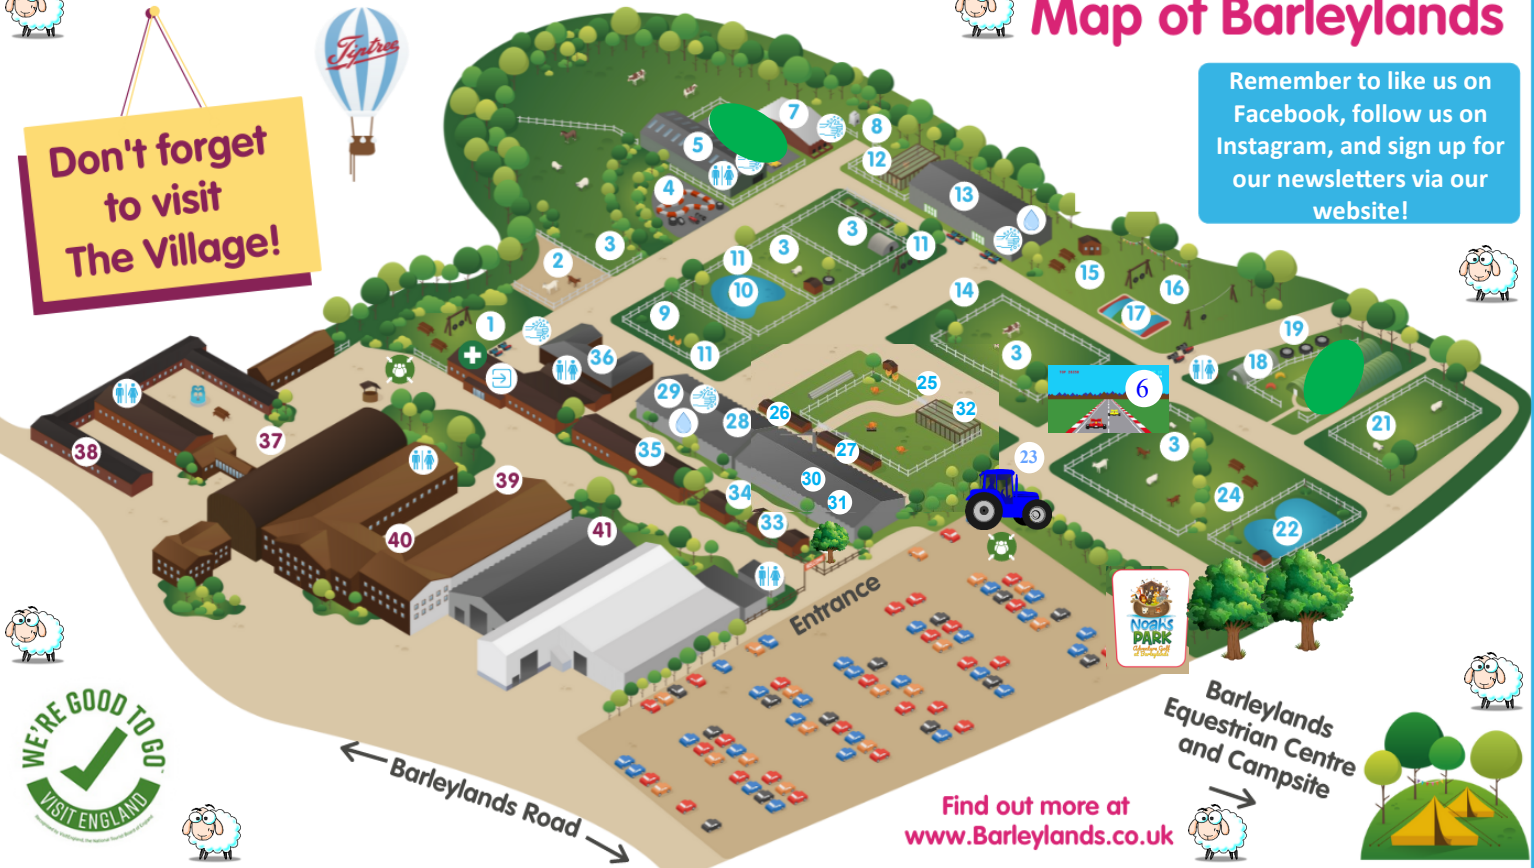 Map of Barleylands
Tiptree
Don't forget
to visit
The Village!
Remember to like us on
Facebook, follow us on
Instagram, and sign up for
our newsletters via our
website!
7
8
5
12
4
13
3
3
3
11
11
2
15
10
14
16
9
17
1
19
11
3
36
18
25
6
29
32
26
28
21
37
3
38
35
27
23
30
39
34
24
31
33
22
41
40
Entrance
NOAHS
PARK
Adventure Golf
at Barleylands
WE'RE GOOD TO GO
VISIT ENGLAND
Barleylands Road
Barleylands
Equestrian Centre
and Campsite
Find out more at
www.Barleylands.co.uk